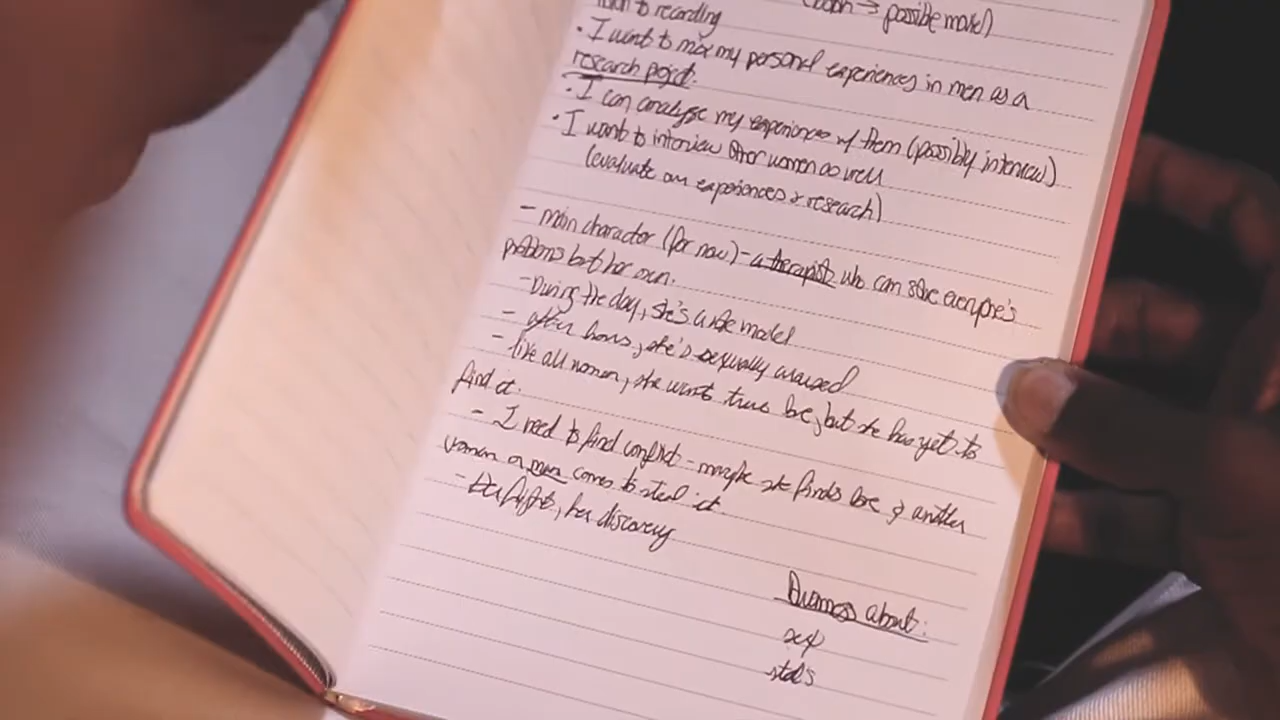 to recording
→ possible model)
• I want to mix my personal experiences in men as a
research project.
• I can analyze my experiences of them (possibly interview)
• I want to interview other women as well
(evaluate our experiences & research)
- main character (for now) - a therapist who can solve everyone's
problems but her own.
- During the day, she's a role model
- after hours, she's sexually aroused
- like all women, she wants true love, but she has yet to
find it.
- I need to find conflict - maybe she finds love & another
woman or man comes to steal it
- fights, her discovery
about:
sex